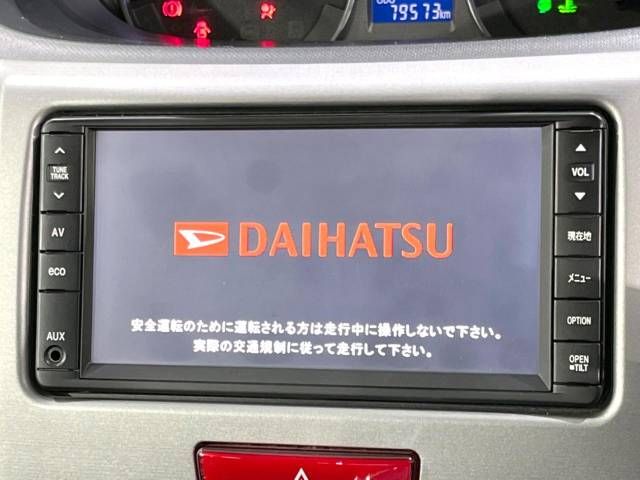 79573km
TUNE
TRACK
VOL
AV
現在地
eco
メニュー
DAIHATSU
AUX
OPTION
安全運転のために運転される方は走行中に操作しないで下さい。
実際の交通規制に従って走行して下さい。
OPEN
TILT